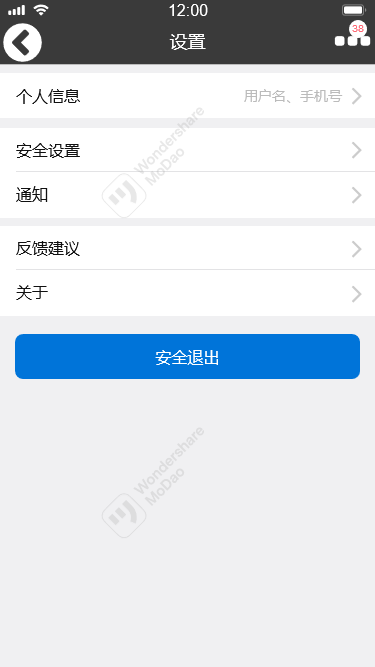 12:00
设置
38
个人信息
用户名、手机号
安全设置
通知
反馈建议
关于
安全退出
Wondershare
MoDao
Wondershare
MoDao